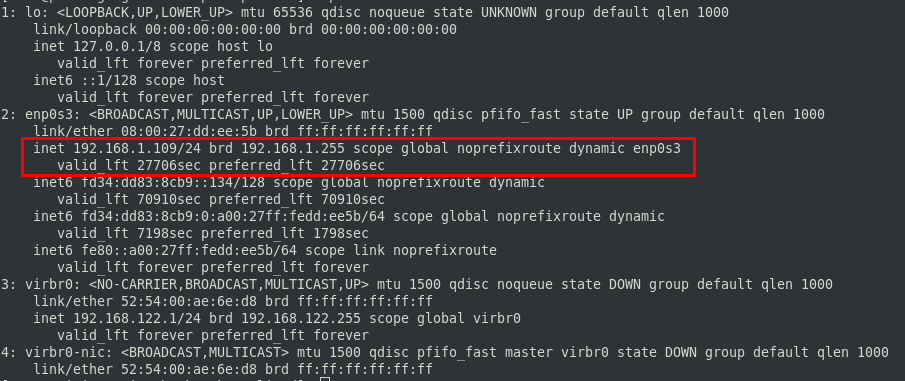 1: lo: <LOOPBACK,UP,LOWER_UP> mtu 65536 qdisc noqueue state UNKNOWN group default qlen 1000
link/loopback 00:00:00:00:00:00 brd 00:00:00:00:00:00
inet 127.0.0.1/8 scope host lo
valid_lft forever preferred_lft forever
inet6 ::1/128 scope host
valid_lft forever preferred_lft forever
2: enp0s3: <BROADCAST,MULTICAST,UP,LOWER_UP> mtu 1500 qdisc pfifo_fast state UP group default qlen 1000
link/ether 08:00:27:dd:ee:5b brd ff:ff:ff:ff:ff:ff
inet 192.168.1.109/24 brd 192.168.1.255 scope global noprefixroute dynamic enp0s3
valid_lft 27706sec preferred_lft 27706sec
inet6 fd34:dd83:8cb9::134/128 scope global noprefixroute dynamic
valid_lft 70910sec preferred_lft 70910sec
inet6 fd34:dd83:8cb9:0:a00:27ff:fedd:ee5b/64 scope global noprefixroute dynamic
valid_lft 7198sec preferred_lft 1798sec
inet6 fe80::a00:27ff:fedd:ee5b/64 scope link noprefixroute
valid_lft forever preferred_lft forever
3: virbr0: <NO-CARRIER,BROADCAST,MULTICAST,UP> mtu 1500 qdisc noqueue state DOWN group default qlen 1000
link/ether 52:54:00:ae:6e:d8 brd ff:ff:ff:ff:ff:ff
inet 192.168.122.1/24 brd 192.168.122.255 scope global virbr0
valid_lft forever preferred_lft forever
4: virbr0-nic: <BROADCAST,MULTICAST> mtu 1500 qdisc pfifo_fast master virbr0 state DOWN group default qlen 1000
link/ether 52:54:00:ae:6e:d8 brd ff:ff:ff:ff:ff:ff